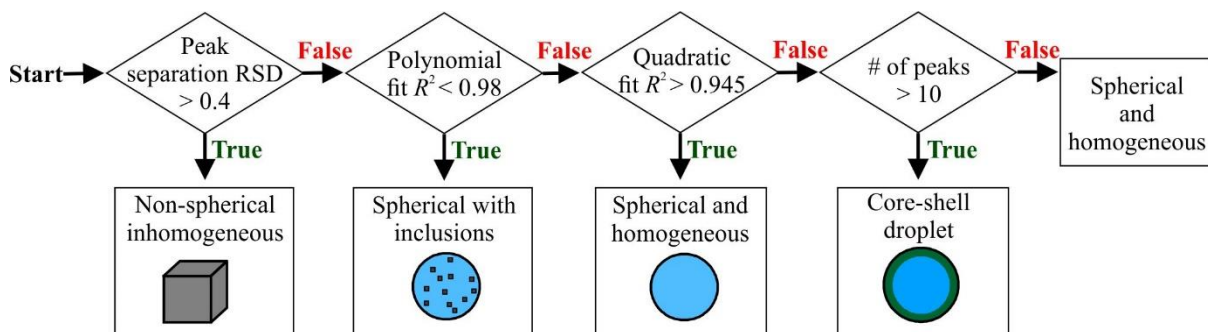 Start
Peak
separation RSD
> 0.4
False
True
Polynomial
fit R² < 0.98
False
True
Quadratic
fit R² > 0.945
False
True
# of peaks
> 10
False
True
Spherical
and
homogeneous
Non-spherical
inhomogeneous
Spherical with
inclusions
Spherical and
homogeneous
Core-shell
droplet